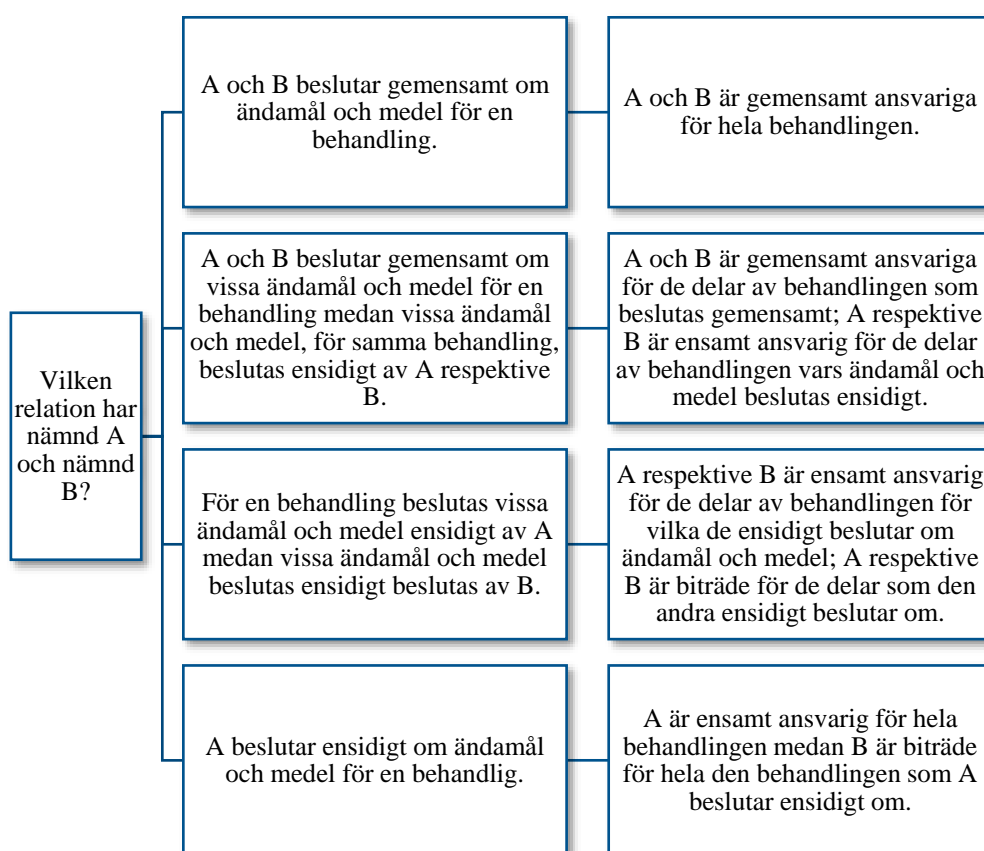 Vilken
relation har
nämnd A
och nämnd
B?
A och B beslutar gemensamt om
ändamål och medel för en
behandling.
A och B är gemensamt ansvariga
för hela behandlingen.
A och B beslutar gemensamt om
vissa ändamål och medel för en
behandling medan vissa ändamål
och medel, för samma behandling,
beslutas ensidigt av A respektive
B.
A och B är gemensamt ansvariga
för de delar av behandlingen som
beslutas gemensamt; A respektive
B är ensamt ansvarig för de delar
av behandlingen vars ändamål och
medel beslutas ensidigt.
För en behandling beslutas vissa
ändamål och medel ensidigt av A
medan vissa ändamål och medel
beslutas ensidigt beslutas av B.
A respektive B är ensamt ansvarig
för de delar av behandlingen för
vilka de ensidigt beslutar om
ändamål och medel; A respektive
B är biträde för de delar som den
andra ensidigt beslutar om.
A beslutar ensidigt om ändamål
och medel för en behandlig.
A är ensamt ansvarig för hela
behandlingen medan B är biträde
för hela den behandlingen som A
beslutar ensidigt om.